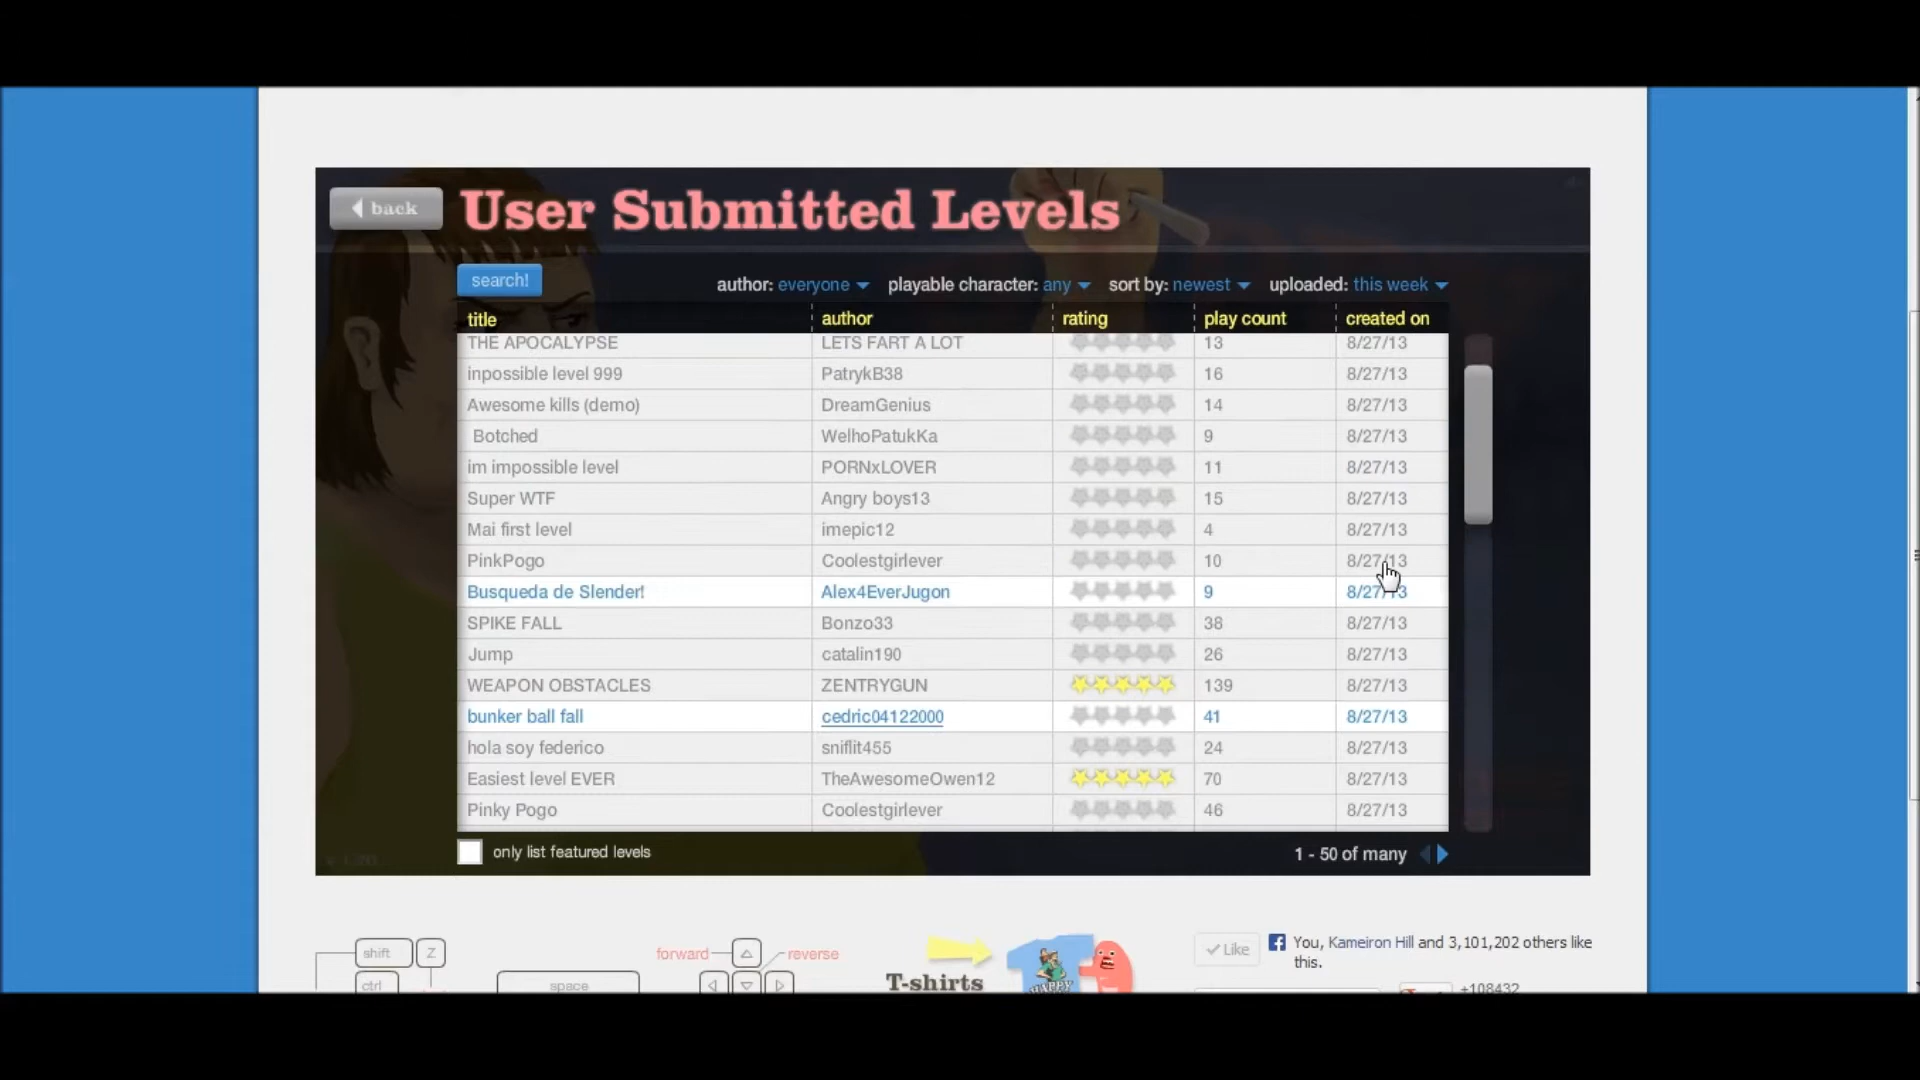 back
User Submitted Levels
search!
author: everyone playable character: any sort by: newest uploaded: this week
title author rating play count created on
THE APOCALYPSE LETS FART A LOT 13 8/27/13
inpossible level 999 PatrykB38 16 8/27/13
Awesome kills (demo) DreamGenius 14 8/27/13
Botched WelhoPatukKa 9 8/27/13
im impossible level PORNxLOVER 11 8/27/13
Super WTF Angry boys13 15 8/27/13
Mai first level imepic12 4 8/27/13
PinkPogo Coolestgirlever 10 8/27/13
Busqueda de Slender! Alex4EverJugon 9 8/27/13
SPIKE FALL Bonzo33 38 8/27/13
Jump catalin190 26 8/27/13
WEAPON OBSTACLES ZENTRYGUN 139 8/27/13
bunker ball fall cedric04122000 41 8/27/13
hola soy federico sniflit455 24 8/27/13
Easiest level EVER TheAwesomeOwen12 70 8/27/13
Pinky Pogo Coolestgirlever 46 8/27/13
only list featured levels 1 - 50 of many
shift Z forward reverse
ctrl space
T-shirts
HAPPY
Like
You, Kameiron Hill and 3,101,202 others like
this.
+108432